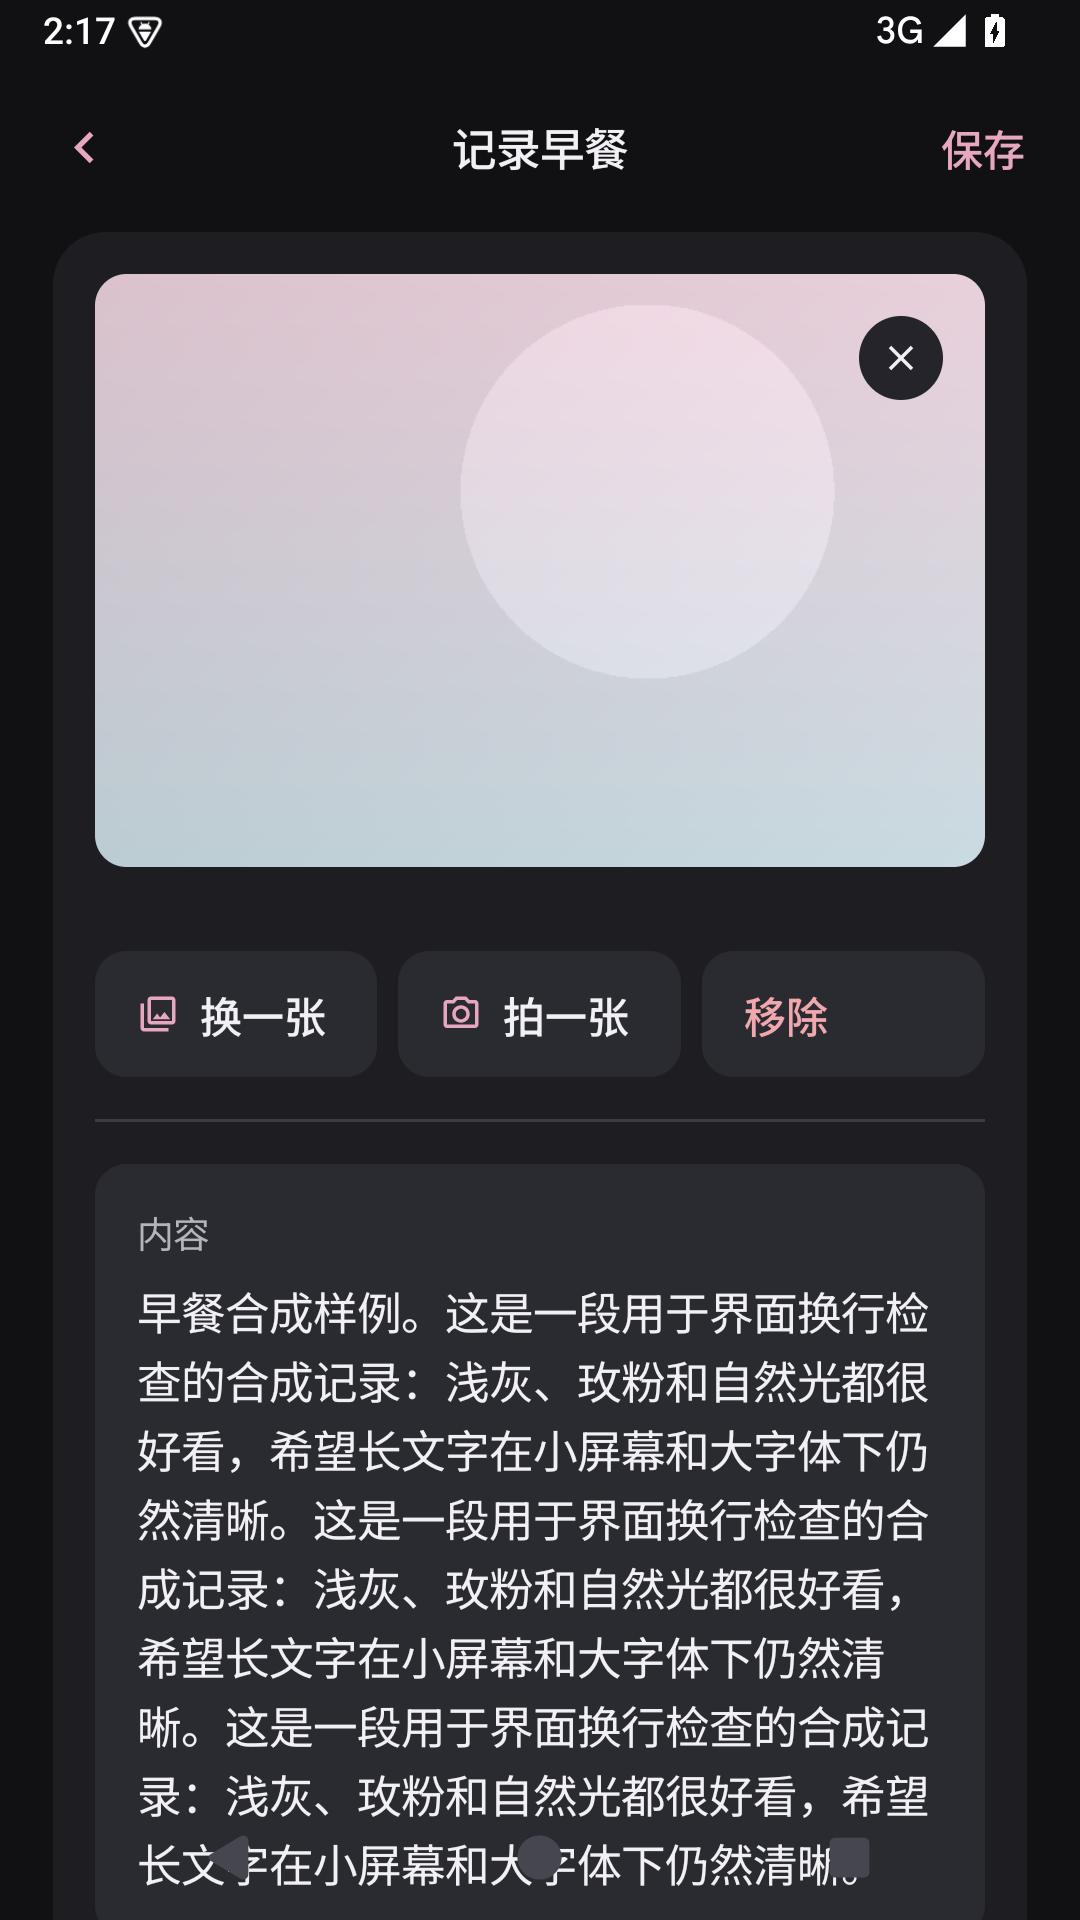 2:17
3G
记录早餐
保存
换一张
拍一张
移除
内容
早餐合成样例。这是一段用于界面换行检
查的合成记录：浅灰、玫粉和自然光都很
好看，希望长文字在小屏幕和大字体下仍
然清晰。这是一段用于界面换行检查的合
成记录：浅灰、玫粉和自然光都很好看，
希望长文字在小屏幕和大字体下仍然清
晰。这是一段用于界面换行检查的合成记
录：浅灰、玫粉和自然光都很好看，希望
长文字在小屏幕和大字体下仍然清晰。